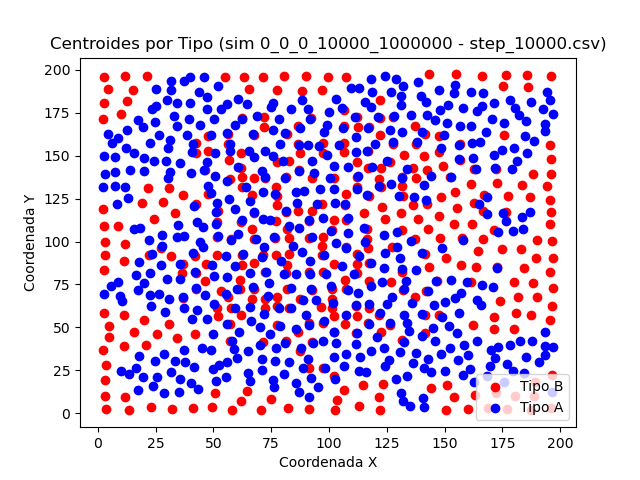 Centroides por Tipo (sim 0_0_0_10000_1000000 - step_10000.csv)
Coordenada Y
200
175
150
125
100
75
50
25
0
Tipo B
Tipo A
0 25 50 75 100 125 150 175 200
Coordenada X